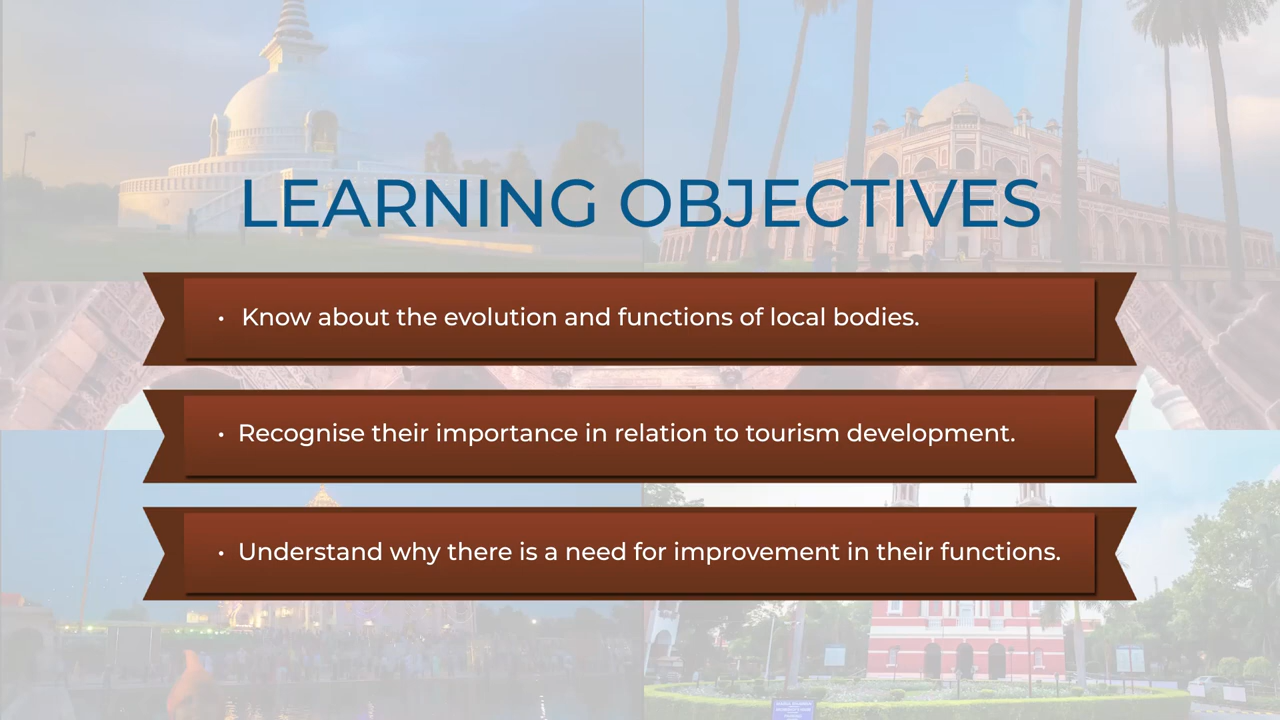 LEARNING OBJECTIVES
• Know about the evolution and functions of local bodies.
• Recognise their importance in relation to tourism development.
• Understand why there is a need for improvement in their functions.